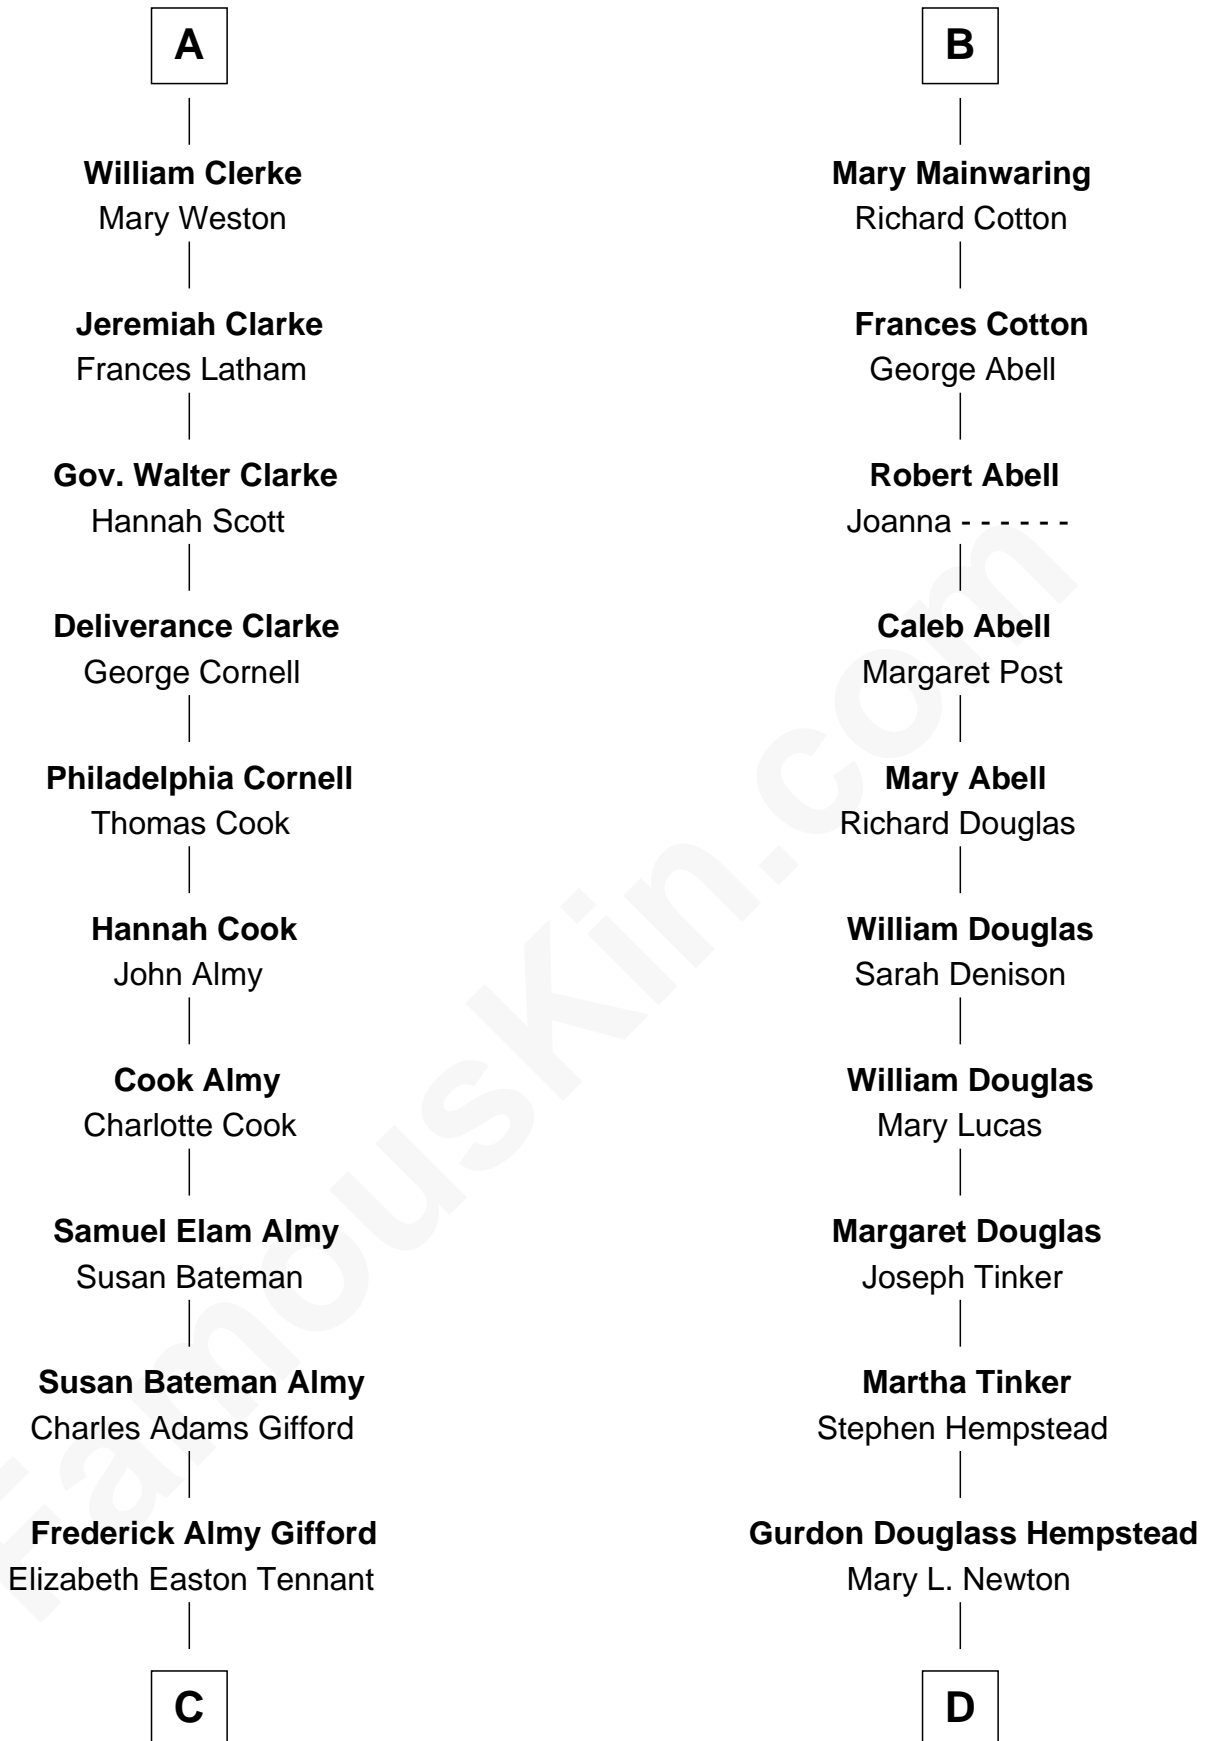 A
William Clerke
Mary Weston
Jeremiah Clarke
Frances Latham
Gov. Walter Clarke
Hannah Scott
Deliverance Clarke
George Cornell
Philadelphia Cornell
Thomas Cook
Hannah Cook
John Almy
Cook Almy
Charlotte Cook
Samuel Elam Almy
Susan Bateman
Susan Bateman Almy
Charles Adams Gifford
Frederick Almy Gifford
Elizabeth Easton Tennant
C
B
Mary Mainwaring
Richard Cotton
Frances Cotton
George Abell
Robert Abell
Joanna - - - - - -
Caleb Abell
Margaret Post
Mary Abell
Richard Douglas
William Douglas
Sarah Denison
William Douglas
Mary Lucas
Margaret Douglas
Joseph Tinker
Martha Tinker
Stephen Hempstead
Gurdon Douglass Hempstead
Mary L. Newton
D
FamousKin.com